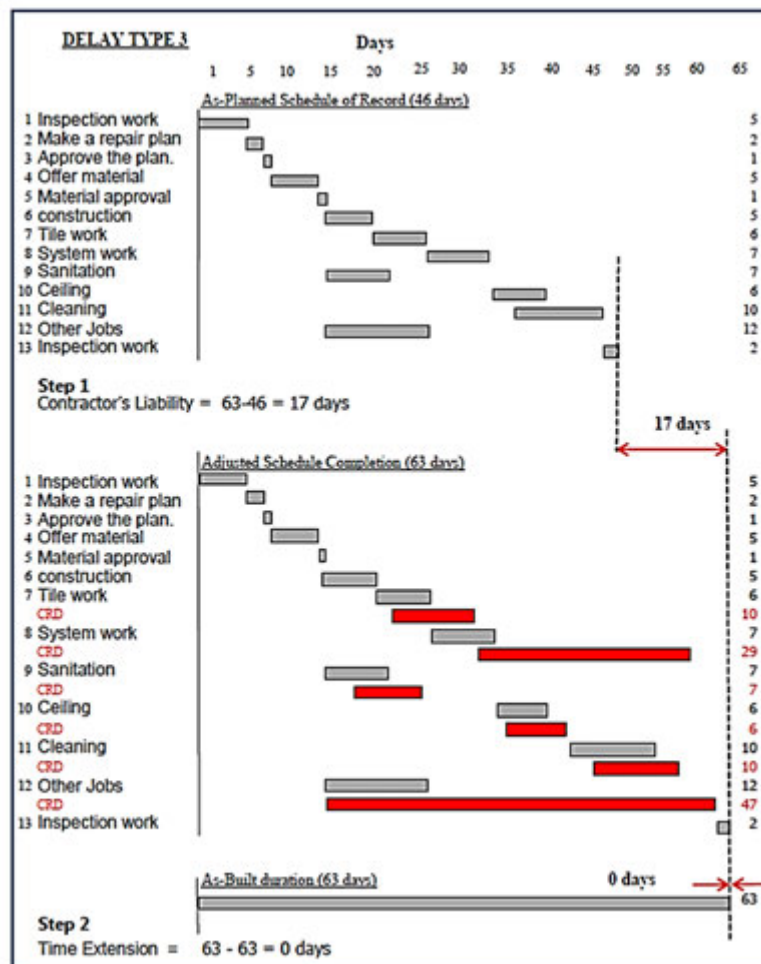 DELAY TYPE 3 Days
1 5 10 15 20 25 30 35 40 45 50 55 60 65
As-Planned Schedule of Record (46 days)
1 Inspection work 5
2 Make a repair plan 2
3 Approve the plan. 1
4 Offer material 5
5 Material approval 1
6 construction 5
7 Tile work 6
8 System work 7
9 Sanitation 7
10 Ceiling 6
11 Cleaning 10
12 Other Jobs 12
13 Inspection work 2
Step 1
Contractor's Liability = 63-46 = 17 days
17 days
Adjusted Schedule Completion (63 days)
1 Inspection work 5
2 Make a repair plan 2
3 Approve the plan. 1
4 Offer material 5
5 Material approval 1
6 construction 5
7 Tile work 6
CRD 10
8 System work 7
CRD 29
9 Sanitation 7
CRD 7
10 Ceiling 6
CRD 6
11 Cleaning 10
CRD 10
12 Other Jobs 12
CRD 47
13 Inspection work 2
As-Built duration (63 days) 0 days
63
Step 2
Time Extension = 63 - 63 = 0 days